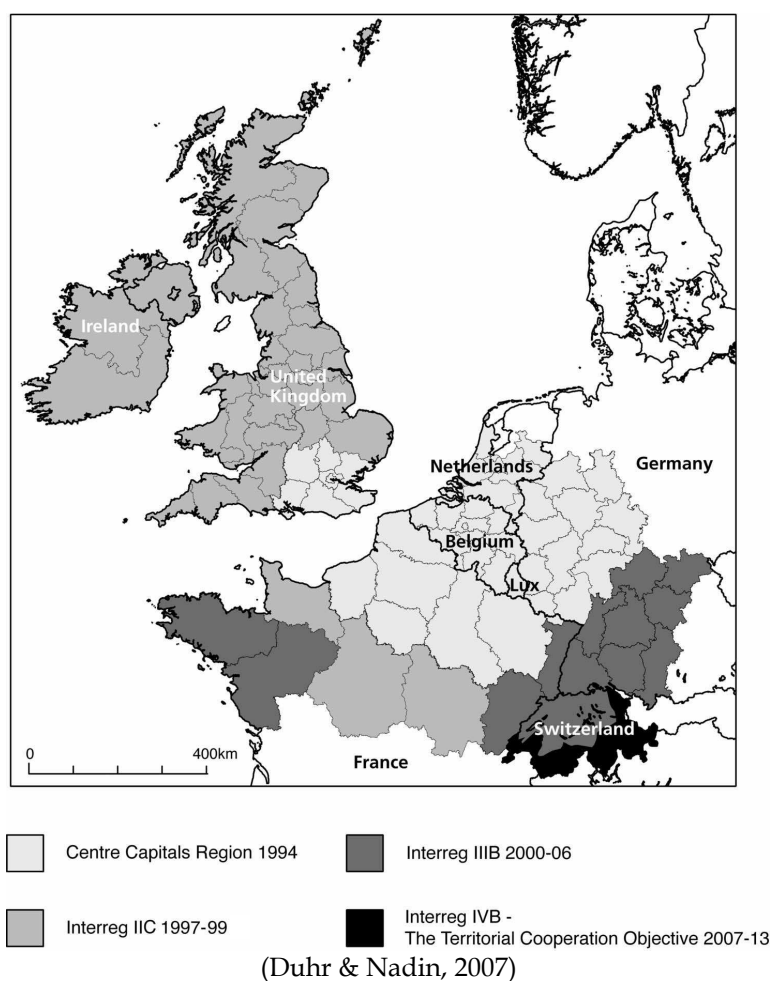 Ireland
United
Kingdom
Netherlands
Germany
Belgium
Lux
Switzerland
France
0
400km
Centre Capitals Region 1994
Interreg IIIB 2000-06
Interreg IIC 1997-99
Interreg IVB -
The Territorial Cooperation Objective 2007-13
(Duhr & Nadin, 2007)